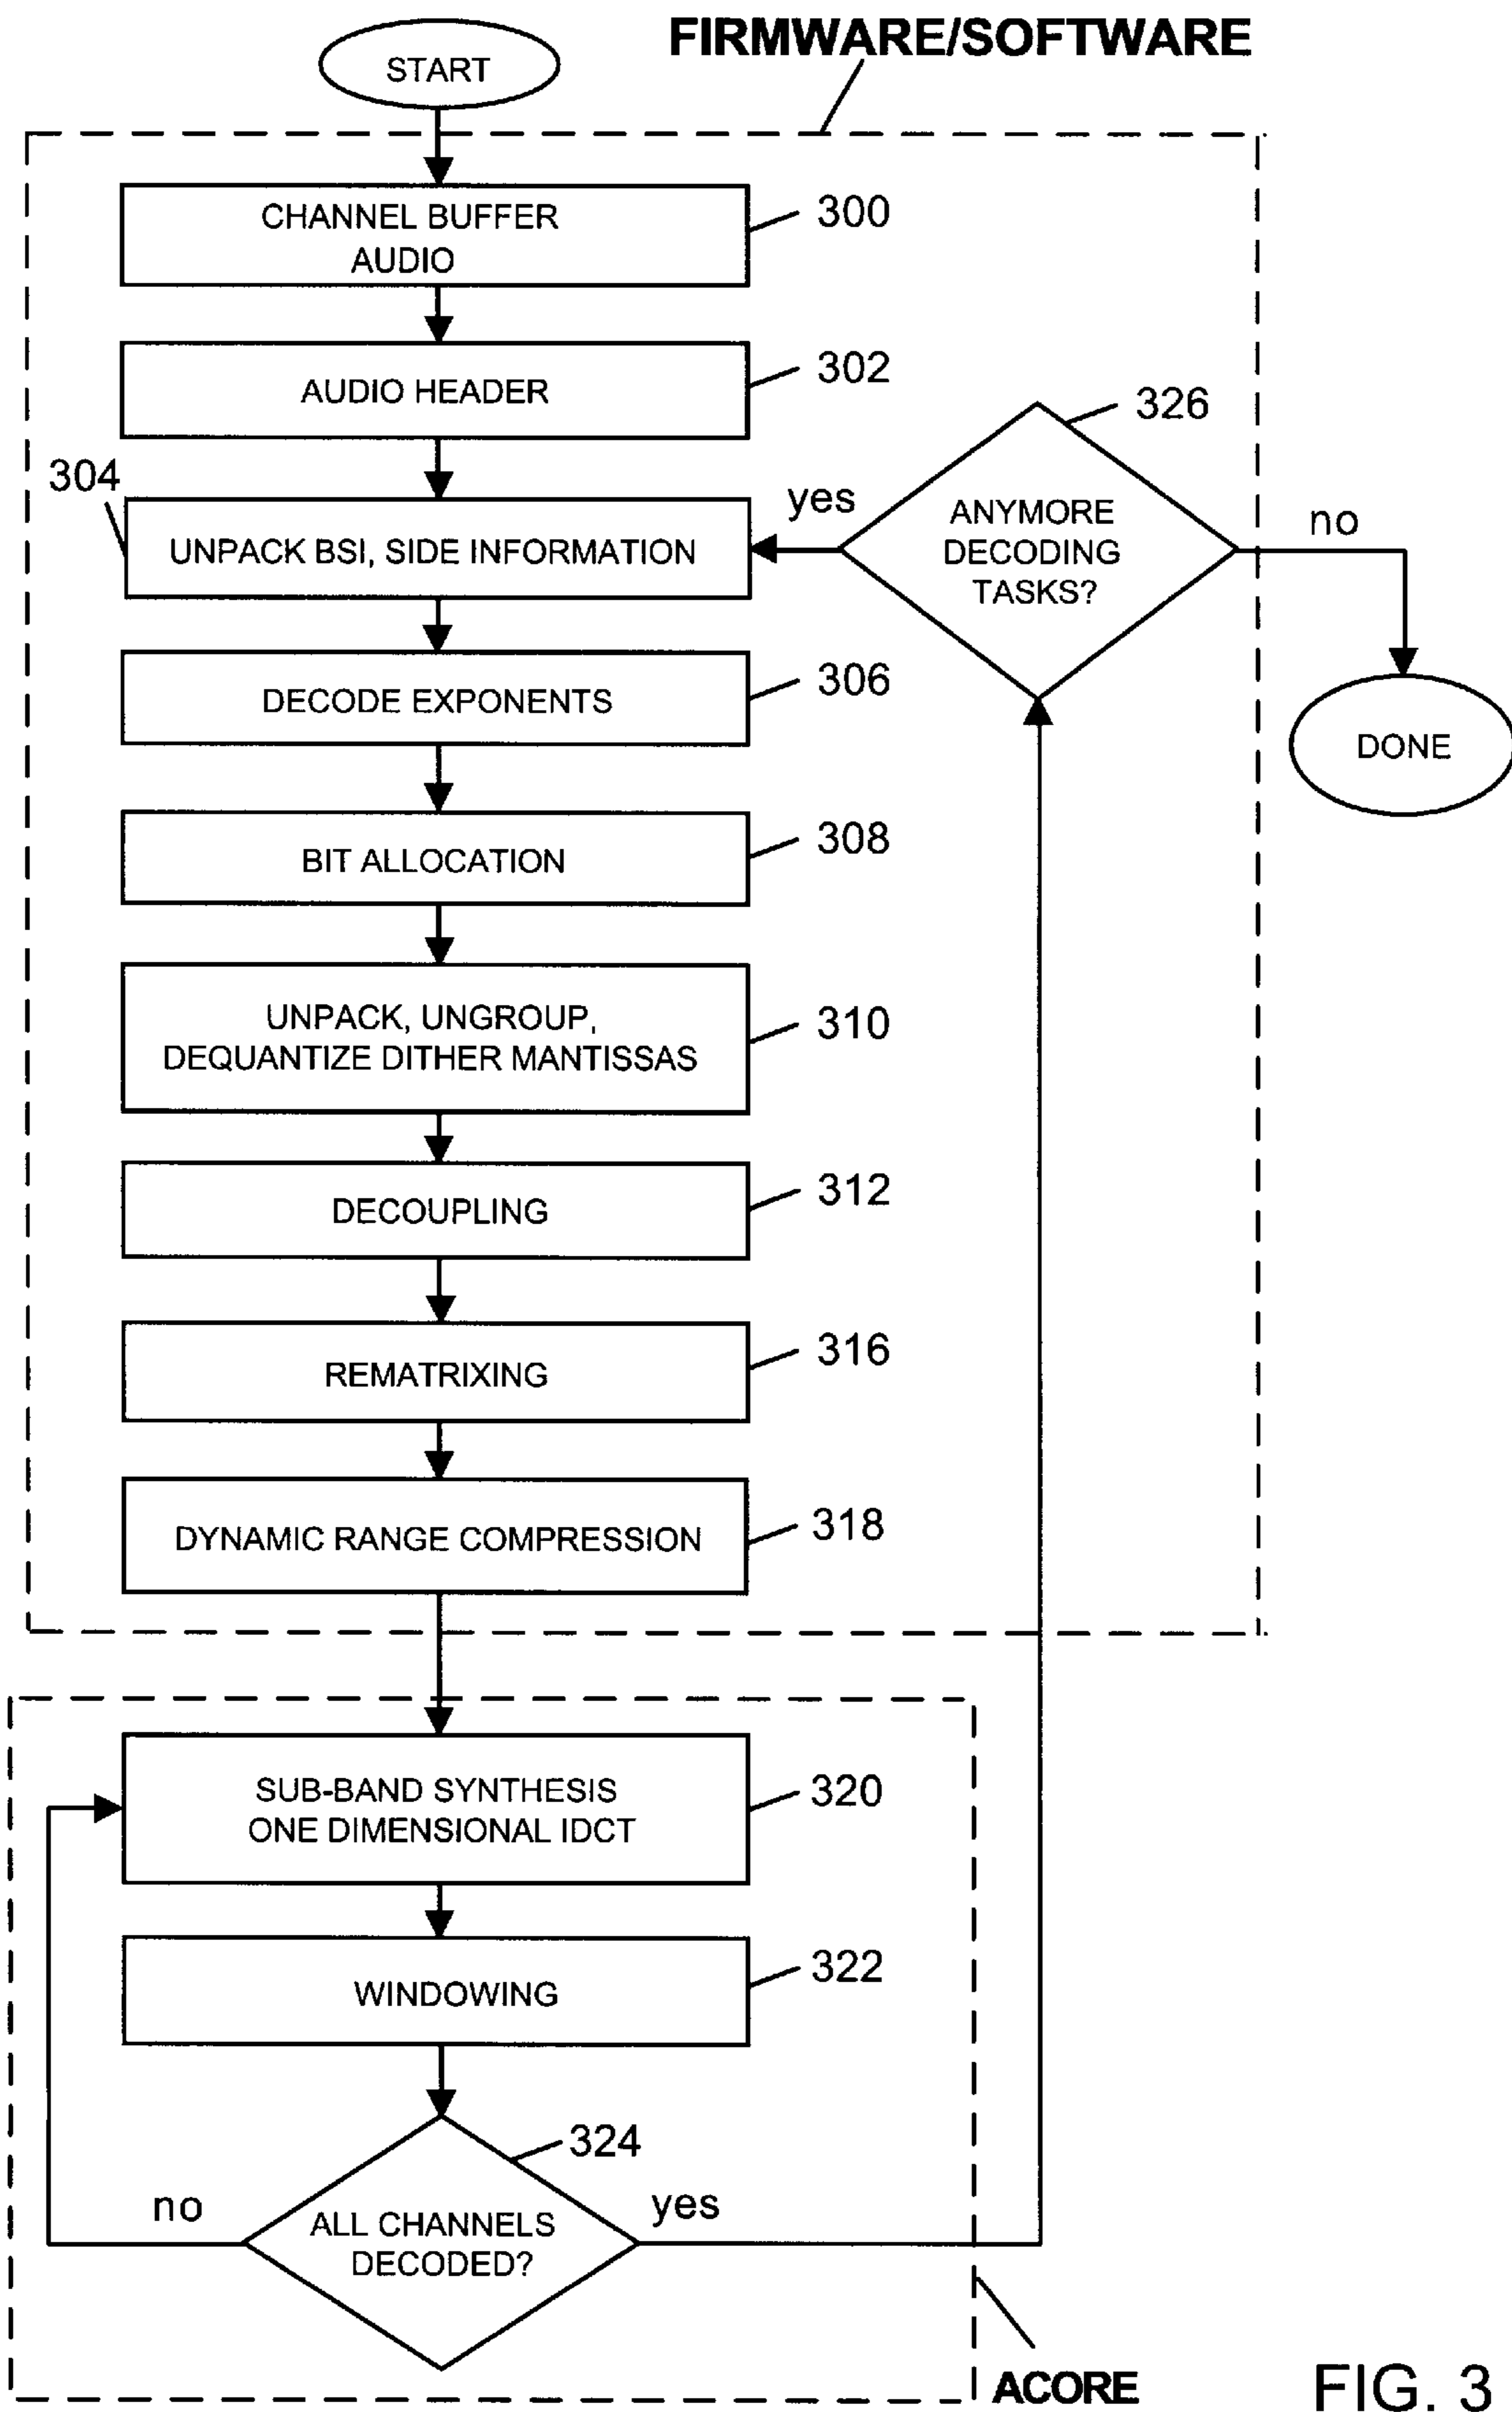 FIRMWARE/SOFTWARE
START
CHANNEL BUFFER
AUDIO
300
AUDIO HEADER
302
326
304
UNPACK BSI, SIDE INFORMATION
yes
ANYMORE
DECODING
TASKS?
no
DONE
DECODE EXPONENTS
306
BIT ALLOCATION
308
UNPACK, UNGROUP,
DEQUANTIZE DITHER MANTISSAS
310
DECOUPLING
312
REMATRIXING
316
DYNAMIC RANGE COMPRESSION
318
SUB-BAND SYNTHESIS
ONE DIMENSIONAL IDCT
320
WINDOWING
322
324
no
ALL CHANNELS
DECODED?
yes
ACORE
FIG. 3